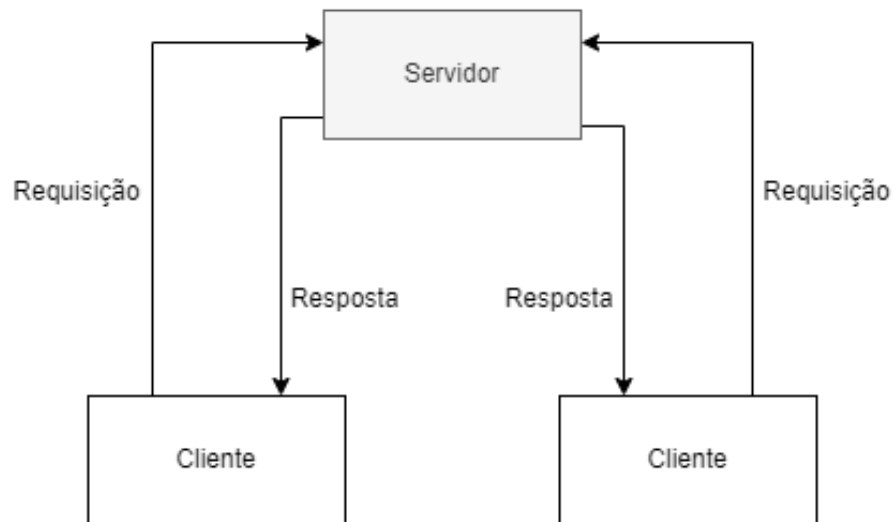 Servidor
Requisição
Requisição
Resposta
Resposta
Cliente
Cliente